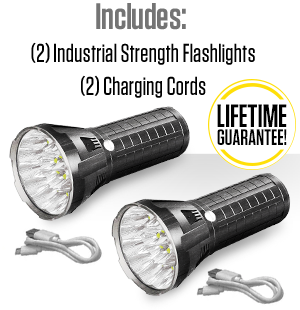 Includes:
(2) Industrial Strength Flashlights
(2) Charging Cords
LIFETIME
GUARANTEE!